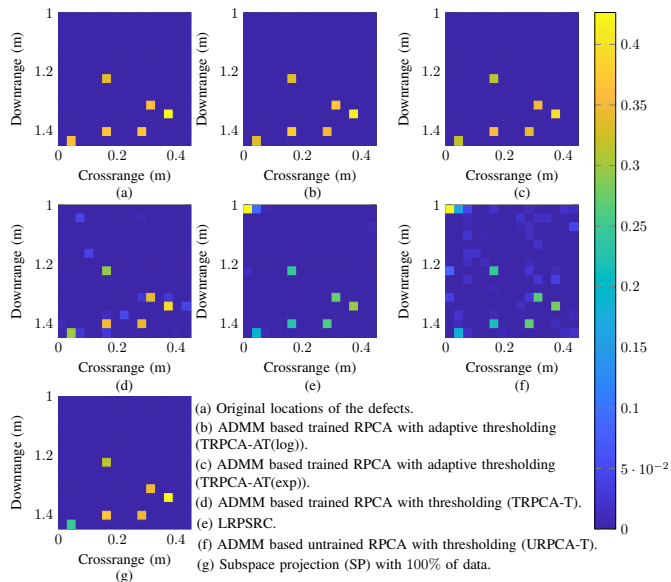 1
1.2
1.4
0 0.2 0.4
Downrange (m)
Crossrange (m)
(a)
1
1.2
1.4
0 0.2 0.4
Downrange (m)
Crossrange (m)
(b)
1
1.2
1.4
0 0.2 0.4
Downrange (m)
Crossrange (m)
(c)
1
1.2
1.4
0 0.2 0.4
Downrange (m)
Crossrange (m)
(d)
1
1.2
1.4
0 0.2 0.4
Downrange (m)
Crossrange (m)
(e)
1
1.2
1.4
0 0.2 0.4
Downrange (m)
Crossrange (m)
(f)
0.4
0.35
0.3
0.25
0.2
0.15
0.1
5·10⁻²
0
1
1.2
1.4
0 0.2 0.4
Downrange (m)
Crossrange (m)
(g)
(a) Original locations of the defects.
(b) ADMM based trained RPCA with adaptive thresholding
(TRPCA-AT(log)).
(c) ADMM based trained RPCA with adaptive thresholding
(TRPCA-AT(exp)).
(d) ADMM based trained RPCA with thresholding (TRPCA-T).
(e) LRPSRC.
(f) ADMM based untrained RPCA with thresholding (URPCA-T).
(g) Subspace projection (SP) with 100% of data.